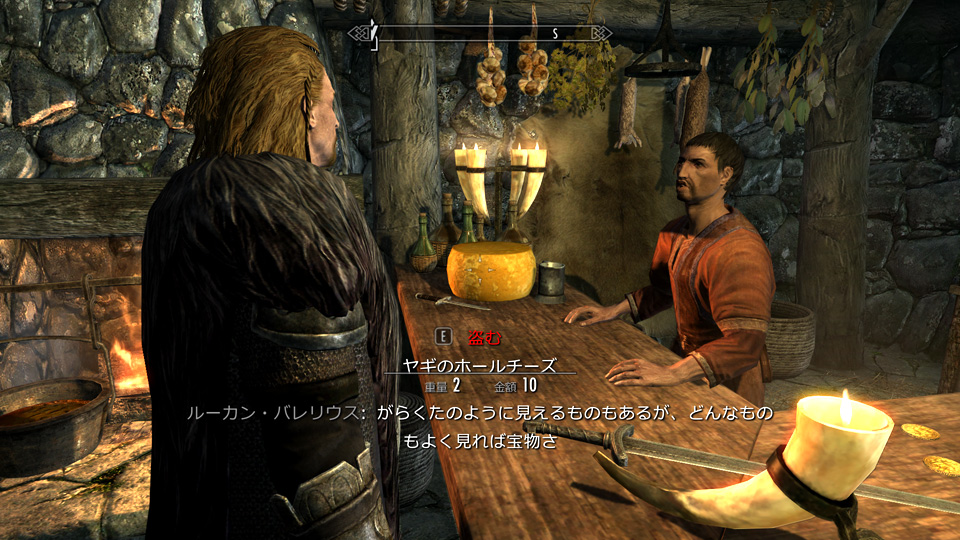 S
E 盗む
ヤギのホールチーズ
重量 2 金額 10
ルーカン・バレリウス: がらくたのように見えるものもあるが、どんなもの
もよく見れば宝物さ